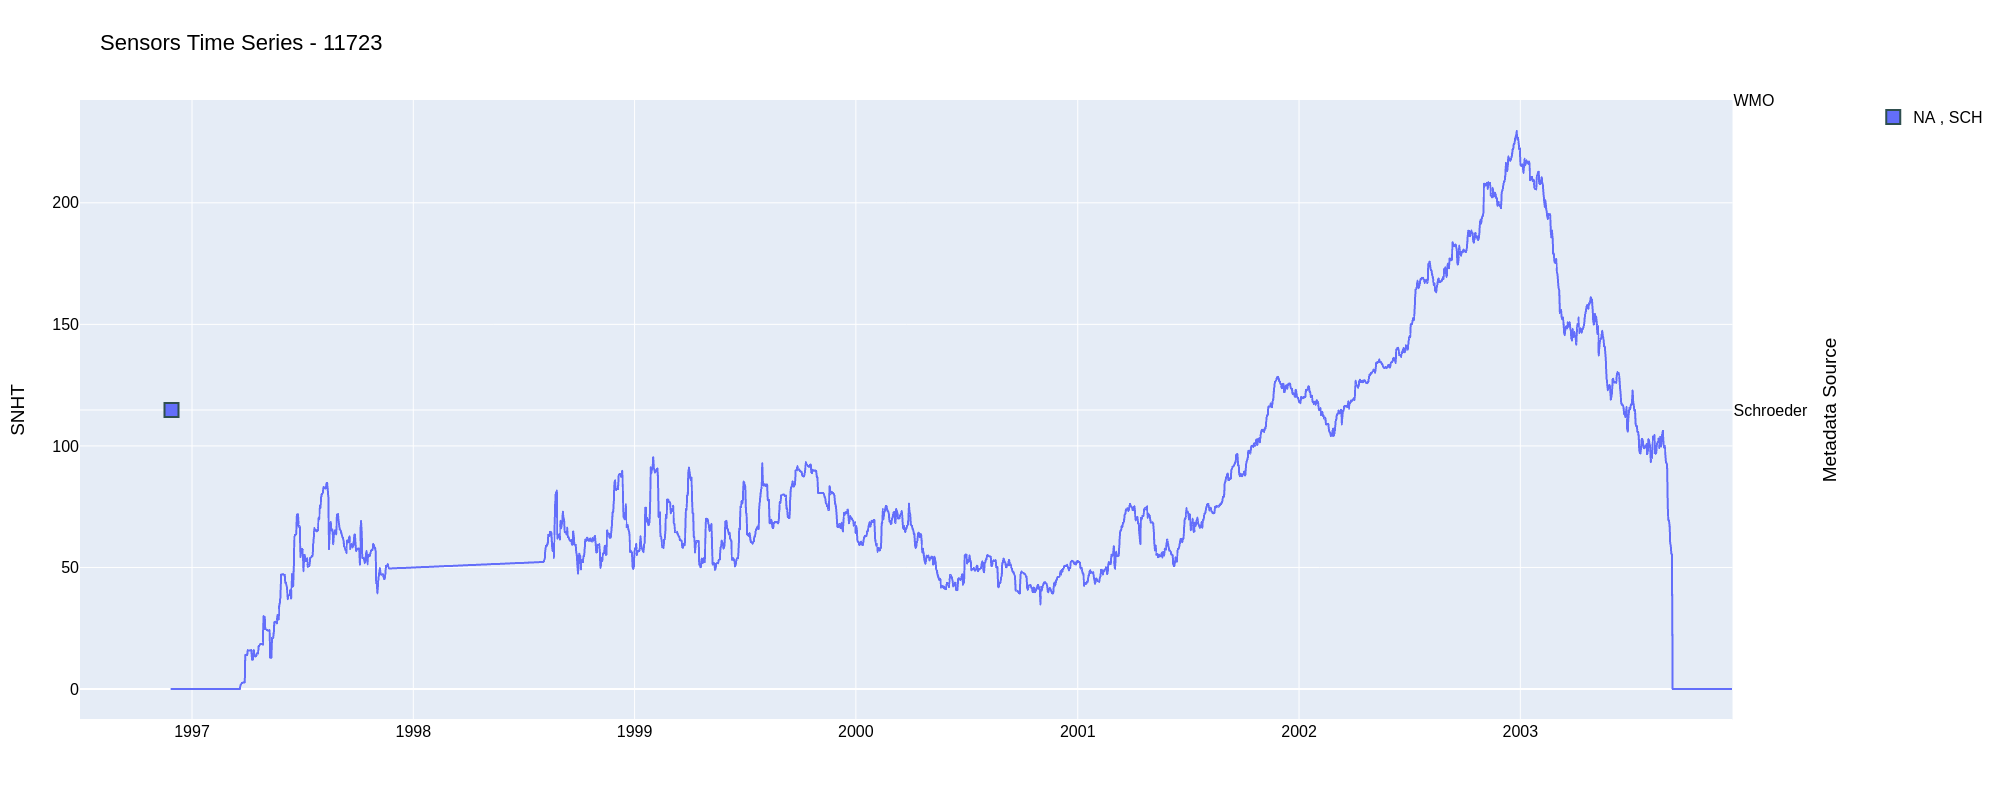 Sensors Time Series - 11723
WMO
NA , SCH
200
150
100
50
0
SNHT
Schroeder
Metadata Source
1997
1998
1999
2000
2001
2002
2003